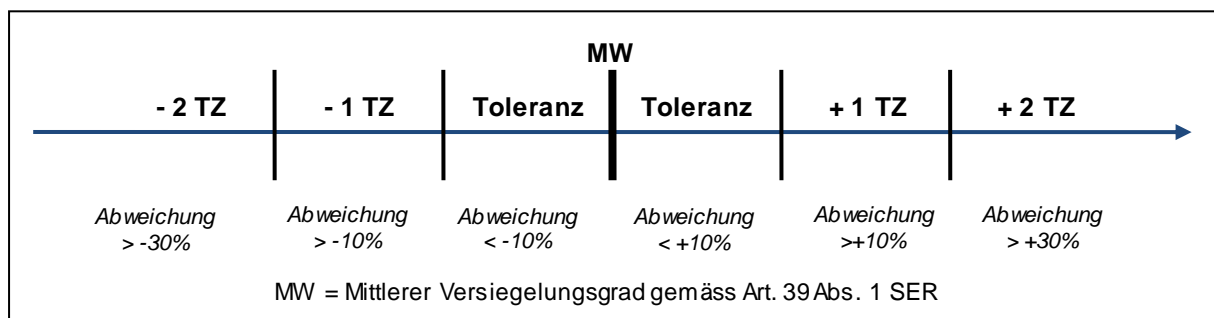 MW
- 2 TZ - 1 TZ Toleranz Toleranz + 1 TZ + 2 TZ
Abweichung Abweichung Abweichung Abweichung Abweichung Abweichung
> -30% > -10% < -10% < +10% >+10% > +30%
MW = Mittlerer Versiegelungsgrad gemäss Art. 39 Abs. 1 SER